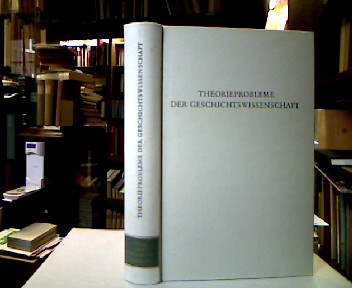 THEORIEPROBLEME DER GESCHICHTSWISSENSCHAFT
THEORIEPROBLEME
DER GESCHICHTSWISSENSCHAFT